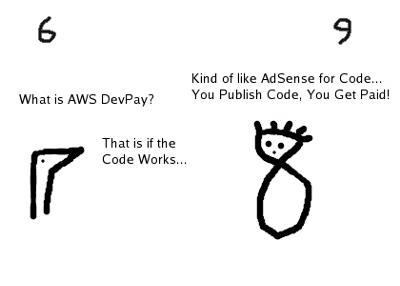 6
9
What is AWS DevPay?
Kind of like AdSense for Code...
You Publish Code, You Get Paid!
That is if the
Code Works...